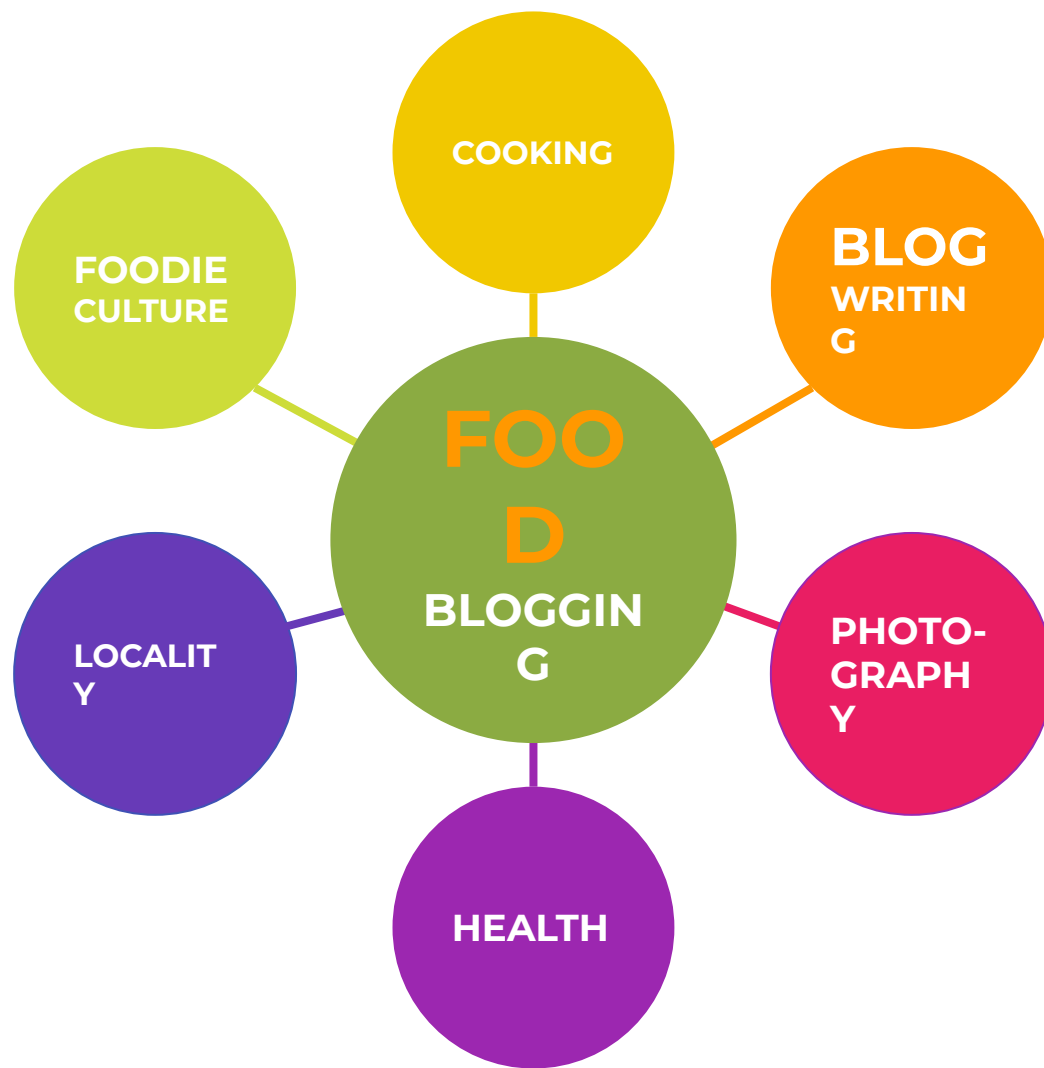 COOKING
FOODIE
CULTURE
BLOG
WRITIN
G
FOO
D
BLOGGIN
G
LOCALIT
Y
PHOTO-
GRAPH
Y
HEALTH